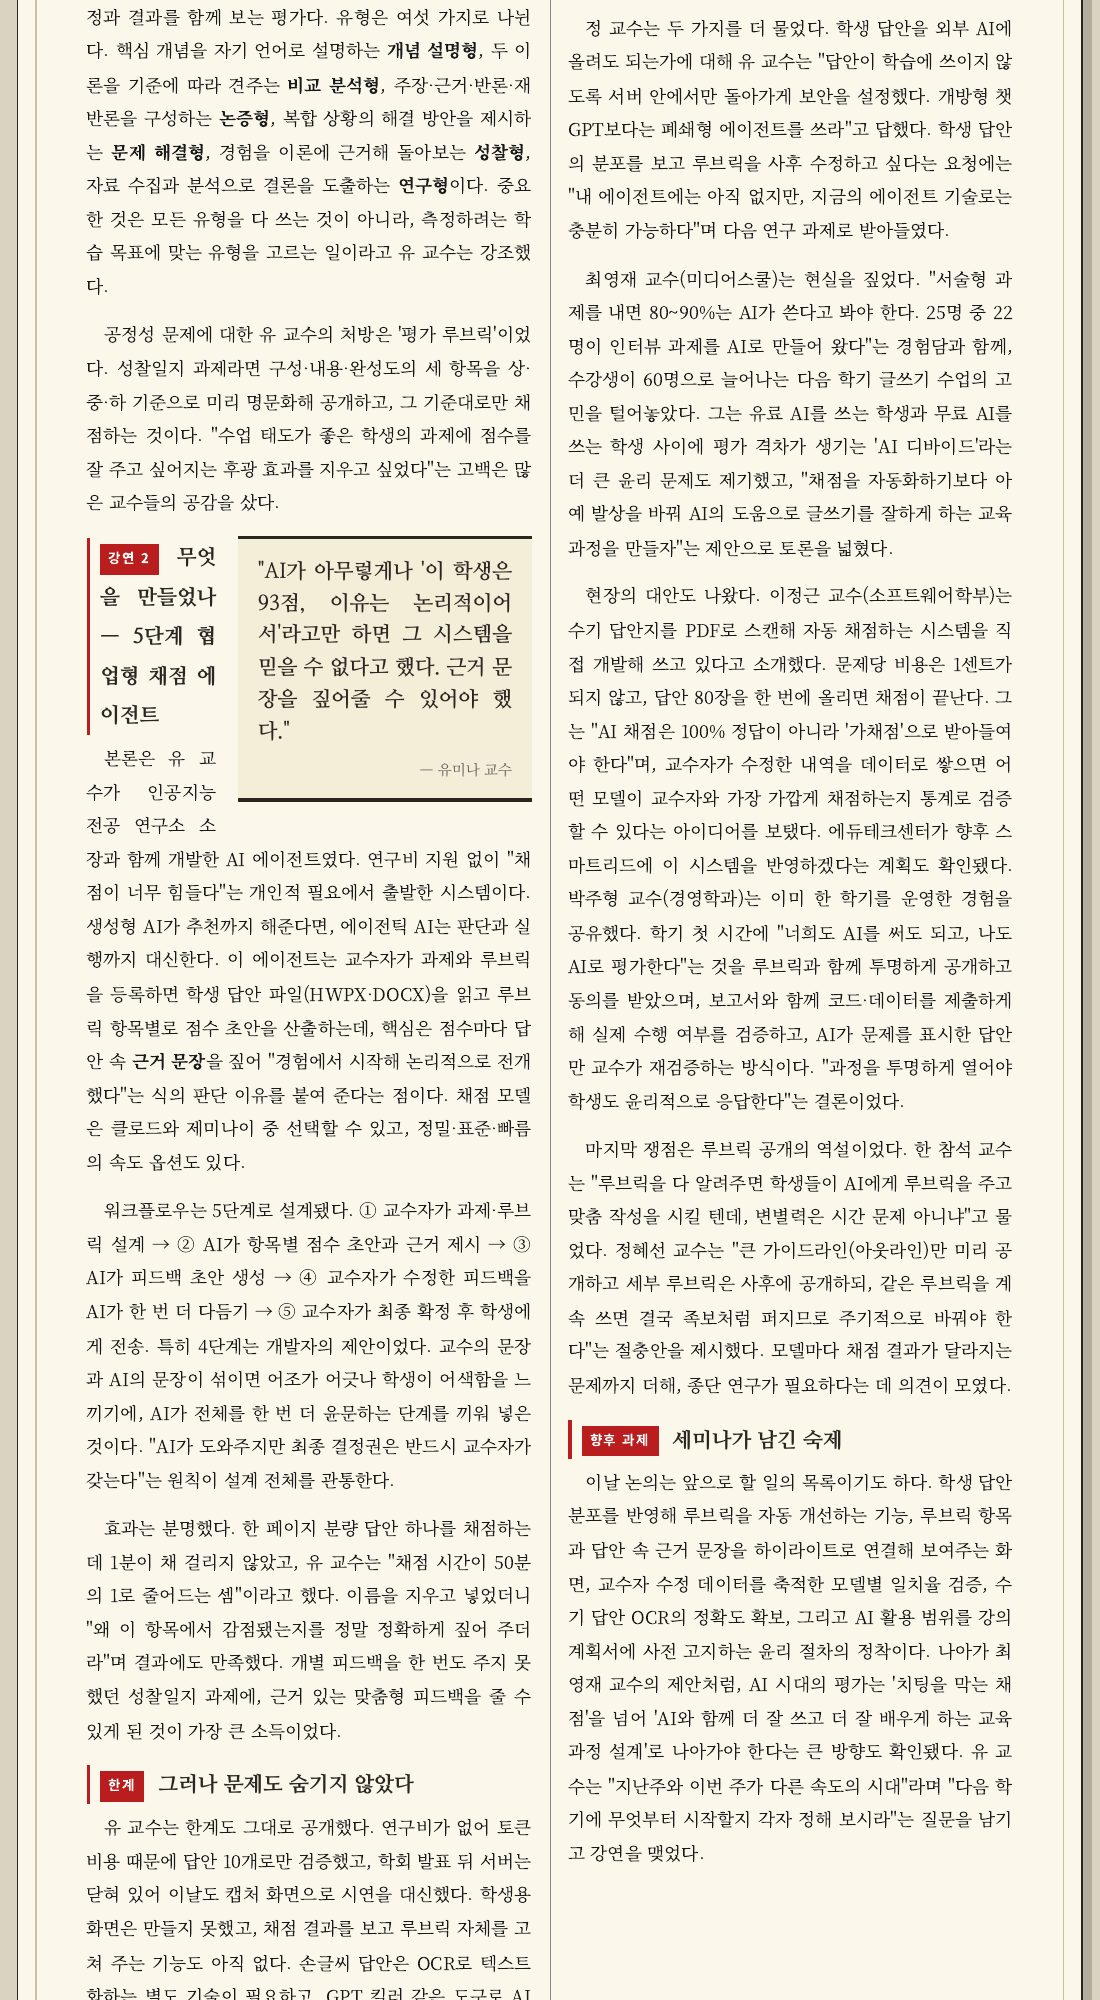 정과 결과를 함께 보는 평가다. 유형은 여섯 가지로 나뉜
다. 핵심 개념을 자기 언어로 설명하는 개념 설명형, 두 이
론을 기준에 따라 견주는 비교 분석형, 주장·근거·반론·재
반론을 구성하는 논증형, 복합 상황의 해결 방안을 제시하
는 문제 해결형, 경험을 이론에 근거해 돌아보는 성찰형,
자료 수집과 분석으로 결론을 도출하는 연구형이다. 중요
한 것은 모든 유형을 다 쓰는 것이 아니라, 측정하려는 학
습 목표에 맞는 유형을 고르는 일이라고 유 교수는 강조했
다.
공정성 문제에 대한 유 교수의 처방은 '평가 루브릭'이었
다. 성찰일지 과제라면 구성·내용·완성도의 세 항목을 상·
중·하 기준으로 미리 명문화해 공개하고, 그 기준대로만 채
점하는 것이다. "수업 태도가 좋은 학생의 과제에 점수를
잘 주고 싶어지는 후광 효과를 지우고 싶었다"는 고백은 많
은 교수들의 공감을 샀다.
강연 2 무엇
을 만들었나
— 5단계 협
업형 채점 에
이전트
"AI가 아무렇게나 '이 학생은
93점, 이유는 논리적이어
서'라고만 하면 그 시스템을
믿을 수 없다고 했다. 근거 문
장을 짚어줄 수 있어야 했
다."
— 유미나 교수
본론은 유 교
수가 인공지능
전공 연구소 소
장과 함께 개발한 AI 에이전트였다. 연구비 지원 없이 "채
점이 너무 힘들다"는 개인적 필요에서 출발한 시스템이다.
생성형 AI가 추천까지 해준다면, 에이전틱 AI는 판단과 실
행까지 대신한다. 이 에이전트는 교수자가 과제와 루브릭
을 등록하면 학생 답안 파일(HWPX·DOCX)을 읽고 루브
릭 항목별로 점수 초안을 산출하는데, 핵심은 점수마다 답
안 속 근거 문장을 짚어 "경험에서 시작해 논리적으로 전개
했다"는 식의 판단 이유를 붙여 준다는 점이다. 채점 모델
은 클로드와 제미나이 중 선택할 수 있고, 정밀·표준·빠름
의 속도 옵션도 있다.
워크플로우는 5단계로 설계됐다. ① 교수자가 과제·루브
릭 설계 → ② AI가 항목별 점수 초안과 근거 제시 → ③
AI가 피드백 초안 생성 → ④ 교수자가 수정한 피드백을
AI가 한 번 더 다듬기 → ⑤ 교수자가 최종 확정 후 학생에
게 전송. 특히 4단계는 개발자의 제안이었다. 교수의 문장
과 AI의 문장이 섞이면 어조가 어긋나 학생이 어색함을 느
끼기에, AI가 전체를 한 번 더 윤문하는 단계를 끼워 넣은
것이다. "AI가 도와주지만 최종 결정권은 반드시 교수자가
갖는다"는 원칙이 설계 전체를 관통한다.
효과는 분명했다. 한 페이지 분량 답안 하나를 채점하는
데 1분이 채 걸리지 않았고, 유 교수는 "채점 시간이 50분
의 1로 줄어드는 셈"이라고 했다. 이름을 지우고 넣었더니
"왜 이 항목에서 감점됐는지를 정말 정확하게 짚어 주더
라"며 결과에도 만족했다. 개별 피드백을 한 번도 주지 못
했던 성찰일지 과제에, 근거 있는 맞춤형 피드백을 줄 수
있게 된 것이 가장 큰 소득이었다.
한계 그러나 문제도 숨기지 않았다
유 교수는 한계도 그대로 공개했다. 연구비가 없어 토큰
비용 때문에 답안 10개로만 검증했고, 학회 발표 뒤 서버는
닫혀 있어 이날도 캡처 화면으로 시연을 대신했다. 학생용
화면은 만들지 못했고, 채점 결과를 보고 루브릭 자체를 고
쳐 주는 기능도 아직 없다. 손글씨 답안은 OCR로 텍스트
화하는 별도 기술이 필요하고, GPT 킬러 같은 도구로 AI
정 교수는 두 가지를 더 물었다. 학생 답안을 외부 AI에
올려도 되는가에 대해 유 교수는 "답안이 학습에 쓰이지 않
도록 서버 안에서만 돌아가게 보안을 설정했다. 개방형 챗
GPT보다는 폐쇄형 에이전트를 쓰라"고 답했다. 학생 답안
의 분포를 보고 루브릭을 사후 수정하고 싶다는 요청에는
"내 에이전트에는 아직 없지만, 지금의 에이전트 기술로는
충분히 가능하다"며 다음 연구 과제로 받아들였다.
최영재 교수(미디어스쿨)는 현실을 짚었다. "서술형 과
제를 내면 80~90%는 AI가 쓴다고 봐야 한다. 25명 중 22
명이 인터뷰 과제를 AI로 만들어 왔다"는 경험담과 함께,
수강생이 60명으로 늘어나는 다음 학기 글쓰기 수업의 고
민을 털어놓았다. 그는 유료 AI를 쓰는 학생과 무료 AI를
쓰는 학생 사이에 평가 격차가 생기는 'AI 디바이드'라는
더 큰 윤리 문제도 제기했고, "채점을 자동화하기보다 아
예 발상을 바꿔 AI의 도움으로 글쓰기를 잘하게 하는 교육
과정을 만들자"는 제안으로 토론을 넓혔다.
현장의 대안도 나왔다. 이정근 교수(소프트웨어학부)는
수기 답안지를 PDF로 스캔해 자동 채점하는 시스템을 직
접 개발해 쓰고 있다고 소개했다. 문제당 비용은 1센트가
되지 않고, 답안 80장을 한 번에 올리면 채점이 끝난다. 그
는 "AI 채점은 100% 정답이 아니라 '가채점'으로 받아들여
야 한다"며, 교수자가 수정한 내역을 데이터로 쌓으면 어
떤 모델이 교수자와 가장 가깝게 채점하는지 통계로 검증
할 수 있다는 아이디어를 보탰다. 에듀테크센터가 향후 스
마트리드에 이 시스템을 반영하겠다는 계획도 확인됐다.
박주형 교수(경영학과)는 이미 한 학기를 운영한 경험을
공유했다. 학기 첫 시간에 "너희도 AI를 써도 되고, 나도
AI로 평가한다"는 것을 루브릭과 함께 투명하게 공개하고
동의를 받았으며, 보고서와 함께 코드·데이터를 제출하게
해 실제 수행 여부를 검증하고, AI가 문제를 표시한 답안
만 교수가 재검증하는 방식이다. "과정을 투명하게 열어야
학생도 윤리적으로 응답한다"는 결론이었다.
마지막 쟁점은 루브릭 공개의 역설이었다. 한 참석 교수
는 "루브릭을 다 알려주면 학생들이 AI에게 루브릭을 주고
맞춤 작성을 시킬 텐데, 변별력은 시간 문제 아니냐"고 물
었다. 정혜선 교수는 "큰 가이드라인(아웃라인)만 미리 공
개하고 세부 루브릭은 사후에 공개하되, 같은 루브릭을 계
속 쓰면 결국 족보처럼 퍼지므로 주기적으로 바꿔야 한
다"는 절충안을 제시했다. 모델마다 채점 결과가 달라지는
문제까지 더해, 종단 연구가 필요하다는 데 의견이 모였다.
향후 과제 세미나가 남긴 숙제
이날 논의는 앞으로 할 일의 목록이기도 하다. 학생 답안
분포를 반영해 루브릭을 자동 개선하는 기능, 루브릭 항목
과 답안 속 근거 문장을 하이라이트로 연결해 보여주는 화
면, 교수자 수정 데이터를 축적한 모델별 일치율 검증, 수
기 답안 OCR의 정확도 확보, 그리고 AI 활용 범위를 강의
계획서에 사전 고지하는 윤리 절차의 정착이다. 나아가 최
영재 교수의 제안처럼, AI 시대의 평가는 '치팅을 막는 채
점'을 넘어 'AI와 함께 더 잘 쓰고 더 잘 배우게 하는 교육
과정 설계'로 나아가야 한다는 큰 방향도 확인됐다. 유 교
수는 "지난주와 이번 주가 다른 속도의 시대"라며 "다음 학
기에 무엇부터 시작할지 각자 정해 보시라"는 질문을 남기
고 강연을 맺었다.